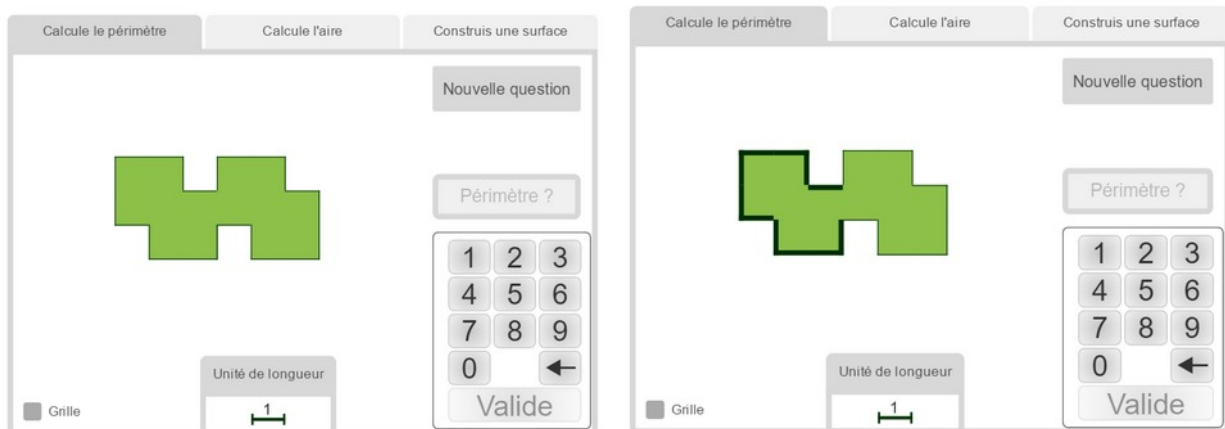 Calcule le périmètre
Calcule l'aire
Construis une surface
Nouvelle question
Périmètre ?
1 2 3
4 5 6
7 8 9
0 ←
Valide
Unité de longueur
1
Grille
Calcule le périmètre
Calcule l'aire
Construis une surface
Nouvelle question
Périmètre ?
1 2 3
4 5 6
7 8 9
0 ←
Valide
Unité de longueur
1
Grille